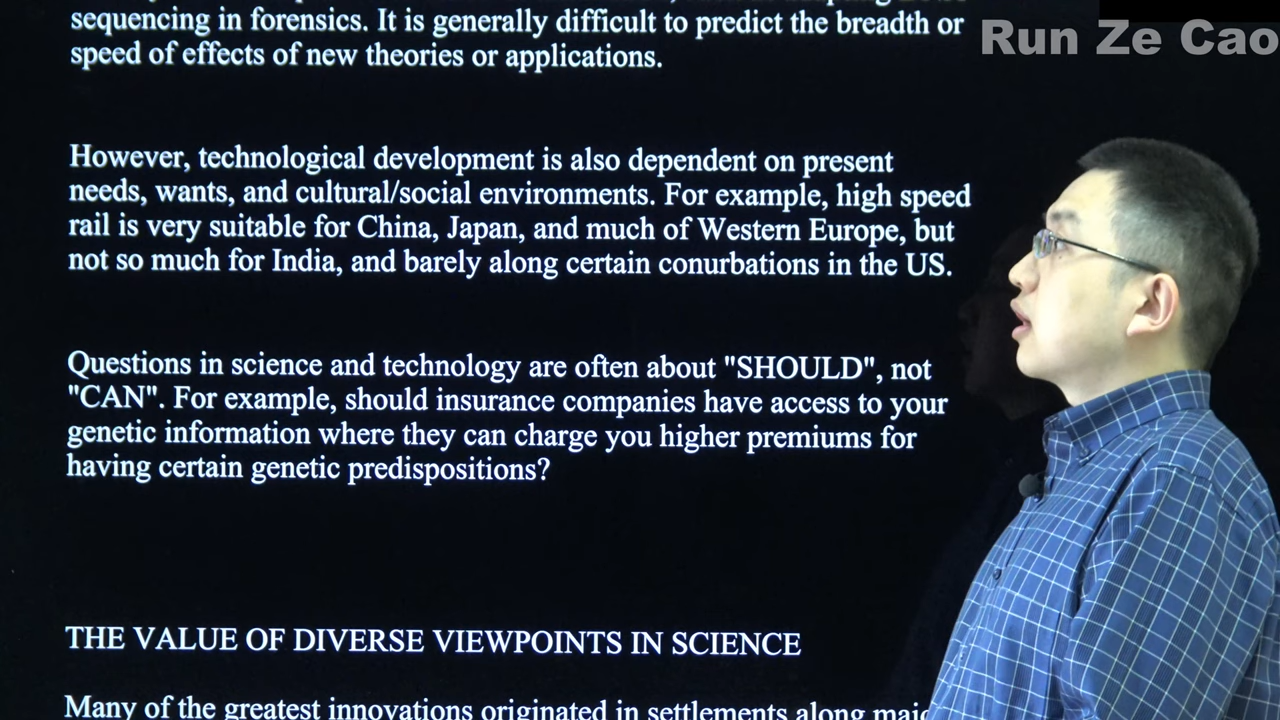 Run Ze Cao
sequencing in forensics. It is generally difficult to predict the breadth or
speed of effects of new theories or applications.
However, technological development is also dependent on present
needs, wants, and cultural/social environments. For example, high speed
rail is very suitable for China, Japan, and much of Western Europe, but
not so much for India, and barely along certain conurbations in the US.
Questions in science and technology are often about "SHOULD", not
"CAN". For example, should insurance companies have access to your
genetic information where they can charge you higher premiums for
having certain genetic predispositions?
THE VALUE OF DIVERSE VIEWPOINTS IN SCIENCE
Many of the greatest innovations originated in settlements along